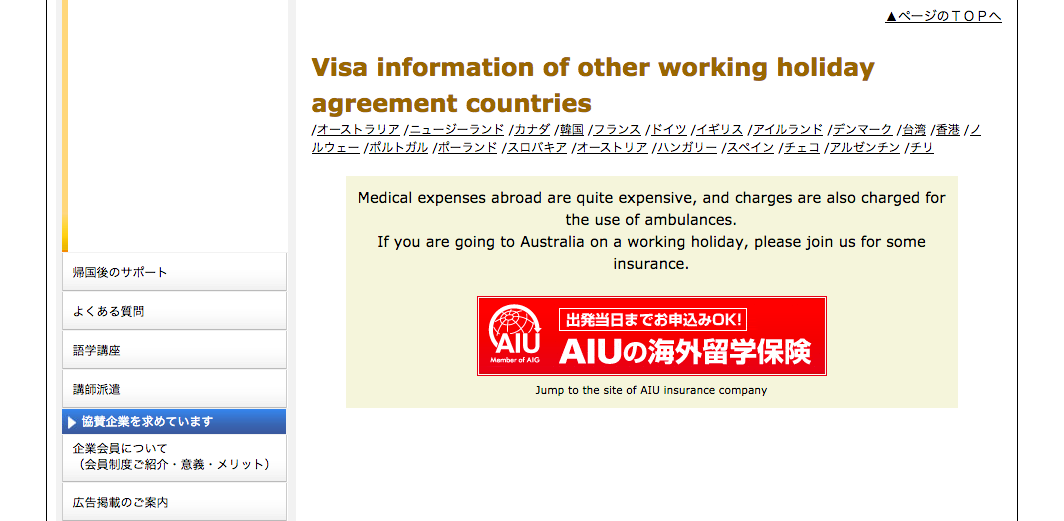 ▲ページのＴＯＰへ
Visa information of other working holiday
agreement countries
/オーストラリア /ニュージーランド /カナダ /韓国 /フランス /ドイツ /イギリス /アイルランド /デンマーク /台湾 /香港 /ノ
ルウェー /ポルトガル /ポーランド /スロバキア /オーストリア /ハンガリー /スペイン /チェコ /アルゼンチン /チリ
Medical expenses abroad are quite expensive, and charges are also charged for
the use of ambulances.
If you are going to Australia on a working holiday, please join us for some
insurance.
AIU
Member of AIG
出発当日までお申込みOK!
AIUの海外留学保険
Jump to the site of AIU insurance company
帰国後のサポート
よくある質問
語学講座
講師派遣
協賛企業を求めています
企業会員について
（会員制度ご紹介・意義・メリット）
広告掲載のご案内